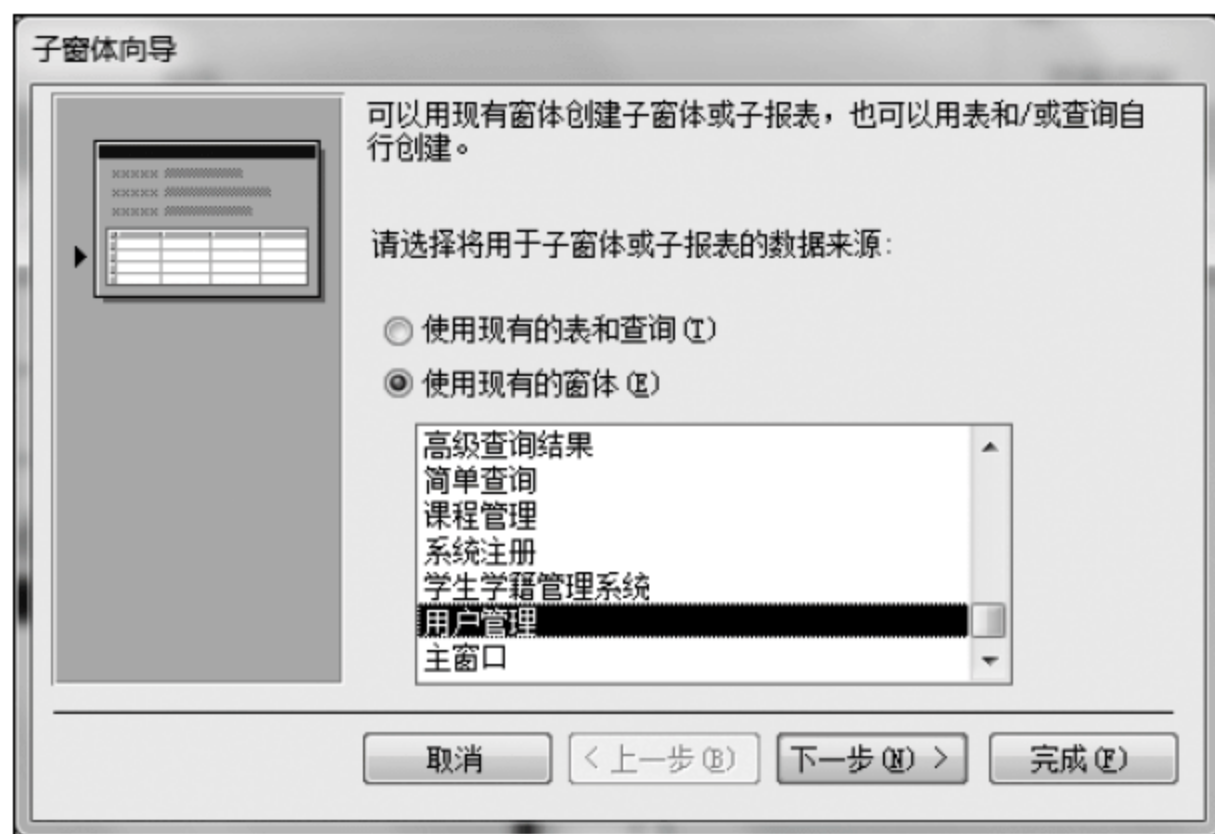 子窗体向导
可以用现有窗体创建子窗体或子报表，也可以用表和/或查询自
行创建。
xxxxx
xxxxx
xxxxx
请选择将用于子窗体或子报表的数据来源:
使用现有的表和查询(T)
使用现有的窗体(E)
高级查询结果
简单查询
课程管理
系统注册
学生学籍管理系统
用户管理
主窗口
取消
< 上一步(B)
下一步(N) >
完成(F)